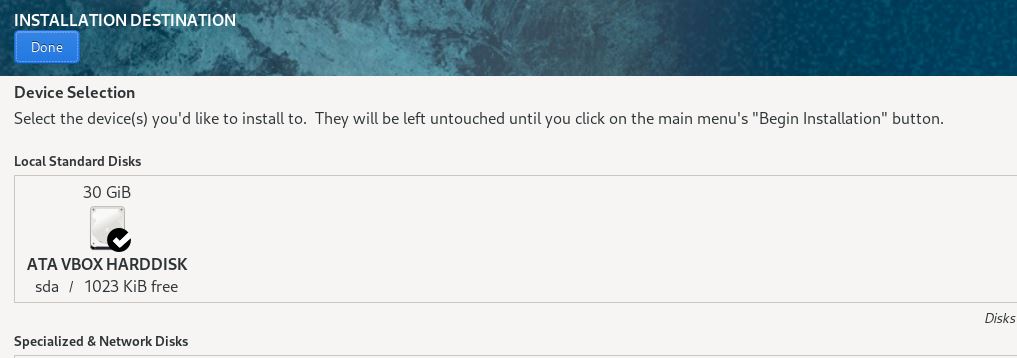 INSTALLATION DESTINATION
Done
Device Selection
Select the device(s) you'd like to install to.  They will be left untouched until you click on the main menu's "Begin Installation" button.
Local Standard Disks
30 GiB
ATA VBOX HARDDISK
sda / 1023 KiB free
Disks
Specialized & Network Disks